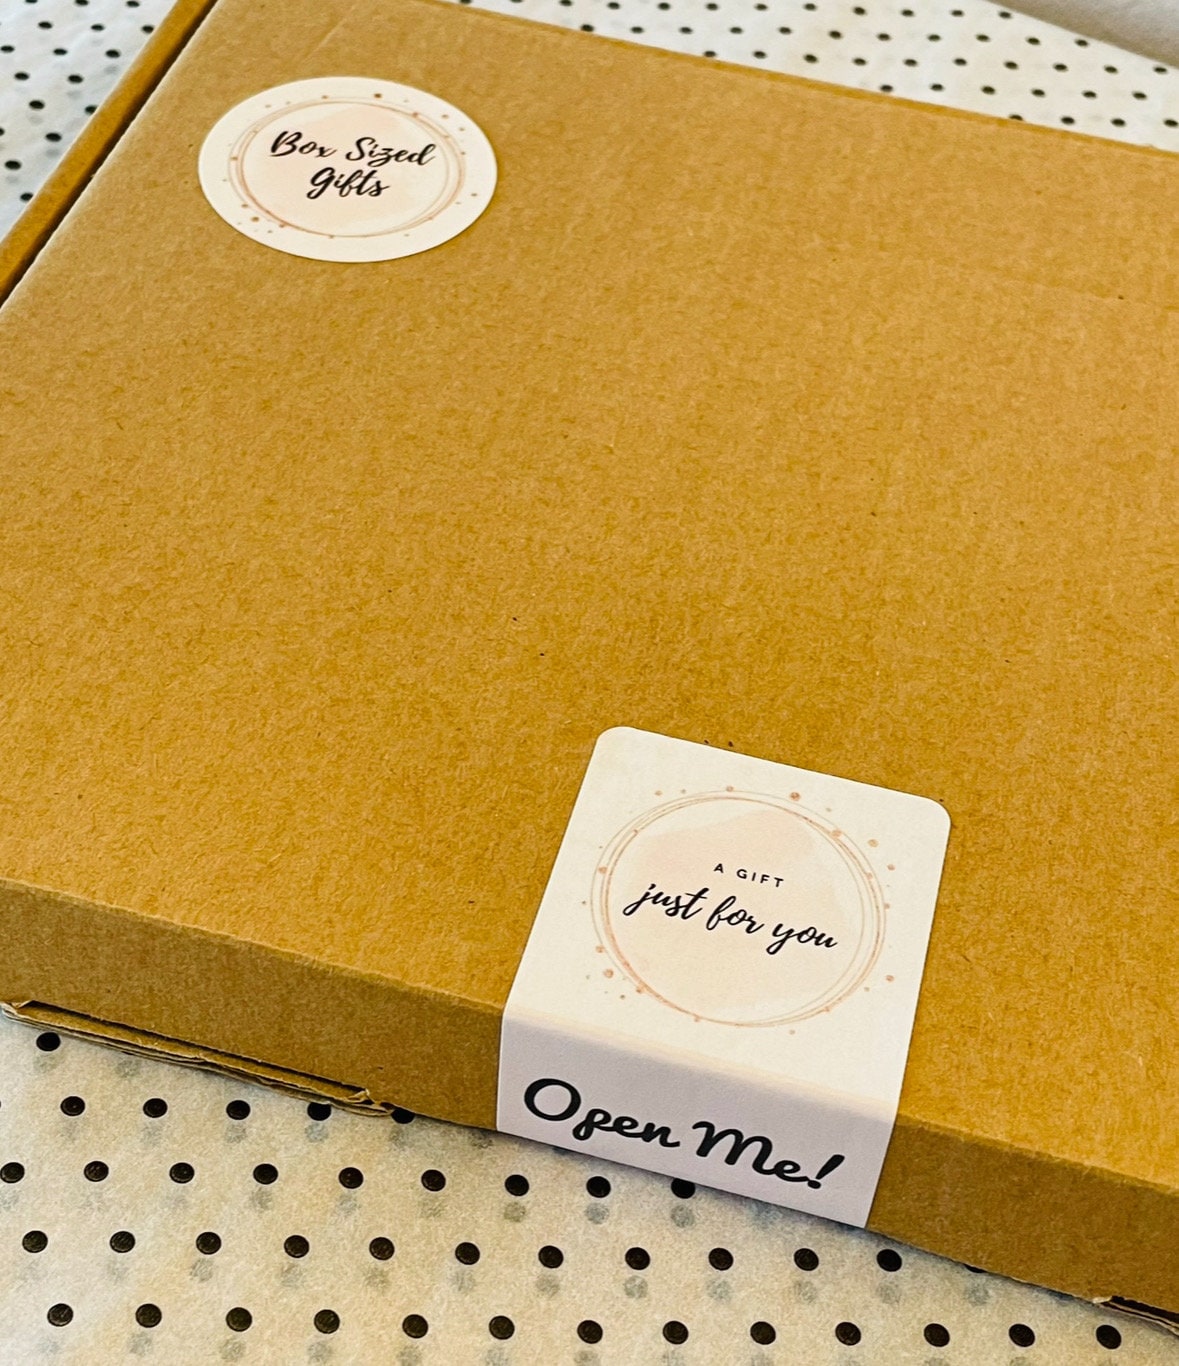 Box Sized
Gifts
A GIFT
just for you
Open Me!